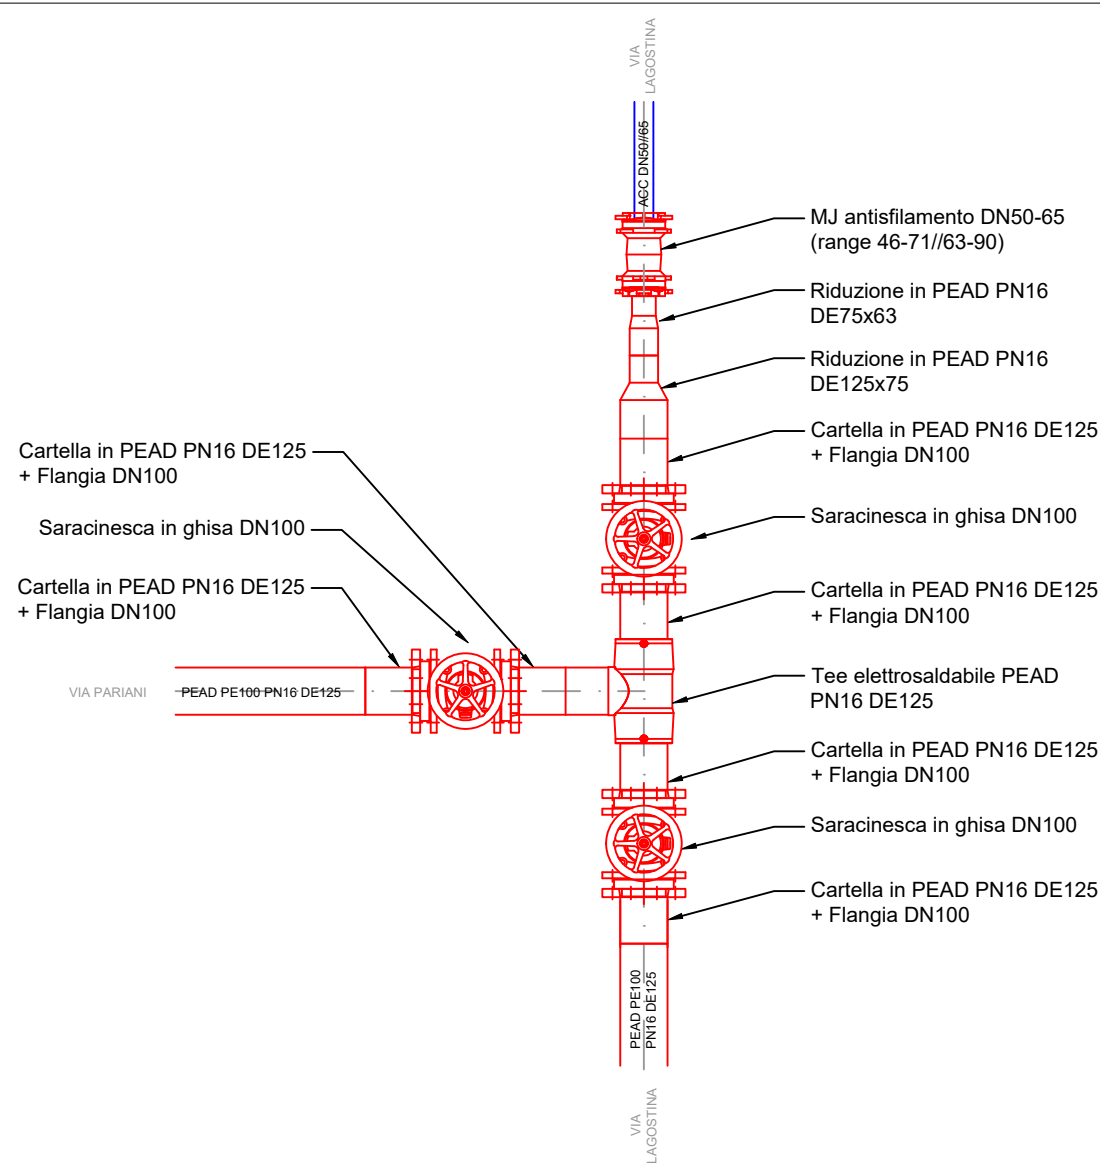 VIA
LAGOSTINA
ACC DN50//65
MJ antisfilamento DN50-65
(range 46-71//63-90)
Riduzione in PEAD PN16
DE75x63
Riduzione in PEAD PN16
DE125x75
Cartella in PEAD PN16 DE125
+ Flangia DN100
Saracinesca in ghisa DN100
Cartella in PEAD PN16 DE125
+ Flangia DN100
Tee elettrosaldabile PEAD
PN16 DE125
Cartella in PEAD PN16 DE125
+ Flangia DN100
Saracinesca in ghisa DN100
Cartella in PEAD PN16 DE125
+ Flangia DN100
Cartella in PEAD PN16 DE125
+ Flangia DN100
Saracinesca in ghisa DN100
Cartella in PEAD PN16 DE125
+ Flangia DN100
VIA PARIANI
PEAD PE100 PN16 DE125
PEAD PE100
PN16 DE125
VIA
LAGOSTINA